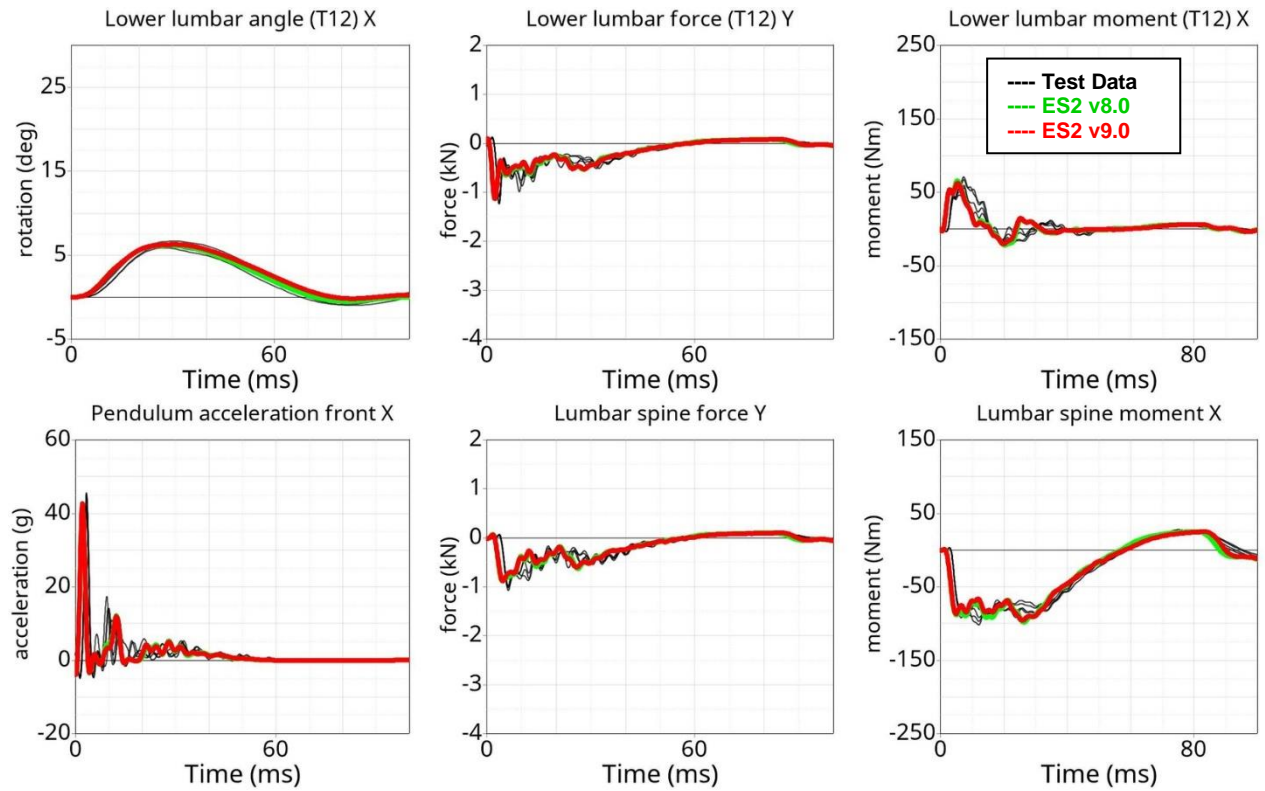 Lower lumbar angle (T12) X
rotation (deg)
25
15
5
-5
0
60
Time (ms)
Lower lumbar force (T12) Y
force (kN)
2
1
0
-1
-2
-3
-4
0
60
Time (ms)
Lower lumbar moment (T12) X
moment (Nm)
250
150
50
-50
-150
0
80
Time (ms)
---- Test Data
---- ES2 v8.0
---- ES2 v9.0
Pendulum acceleration front X
acceleration (g)
60
40
20
0
-20
0
60
Time (ms)
Lumbar spine force Y
force (kN)
2
1
0
-1
-2
-3
-4
0
60
Time (ms)
Lumbar spine moment X
moment (Nm)
150
50
-50
-150
-250
0
80
Time (ms)